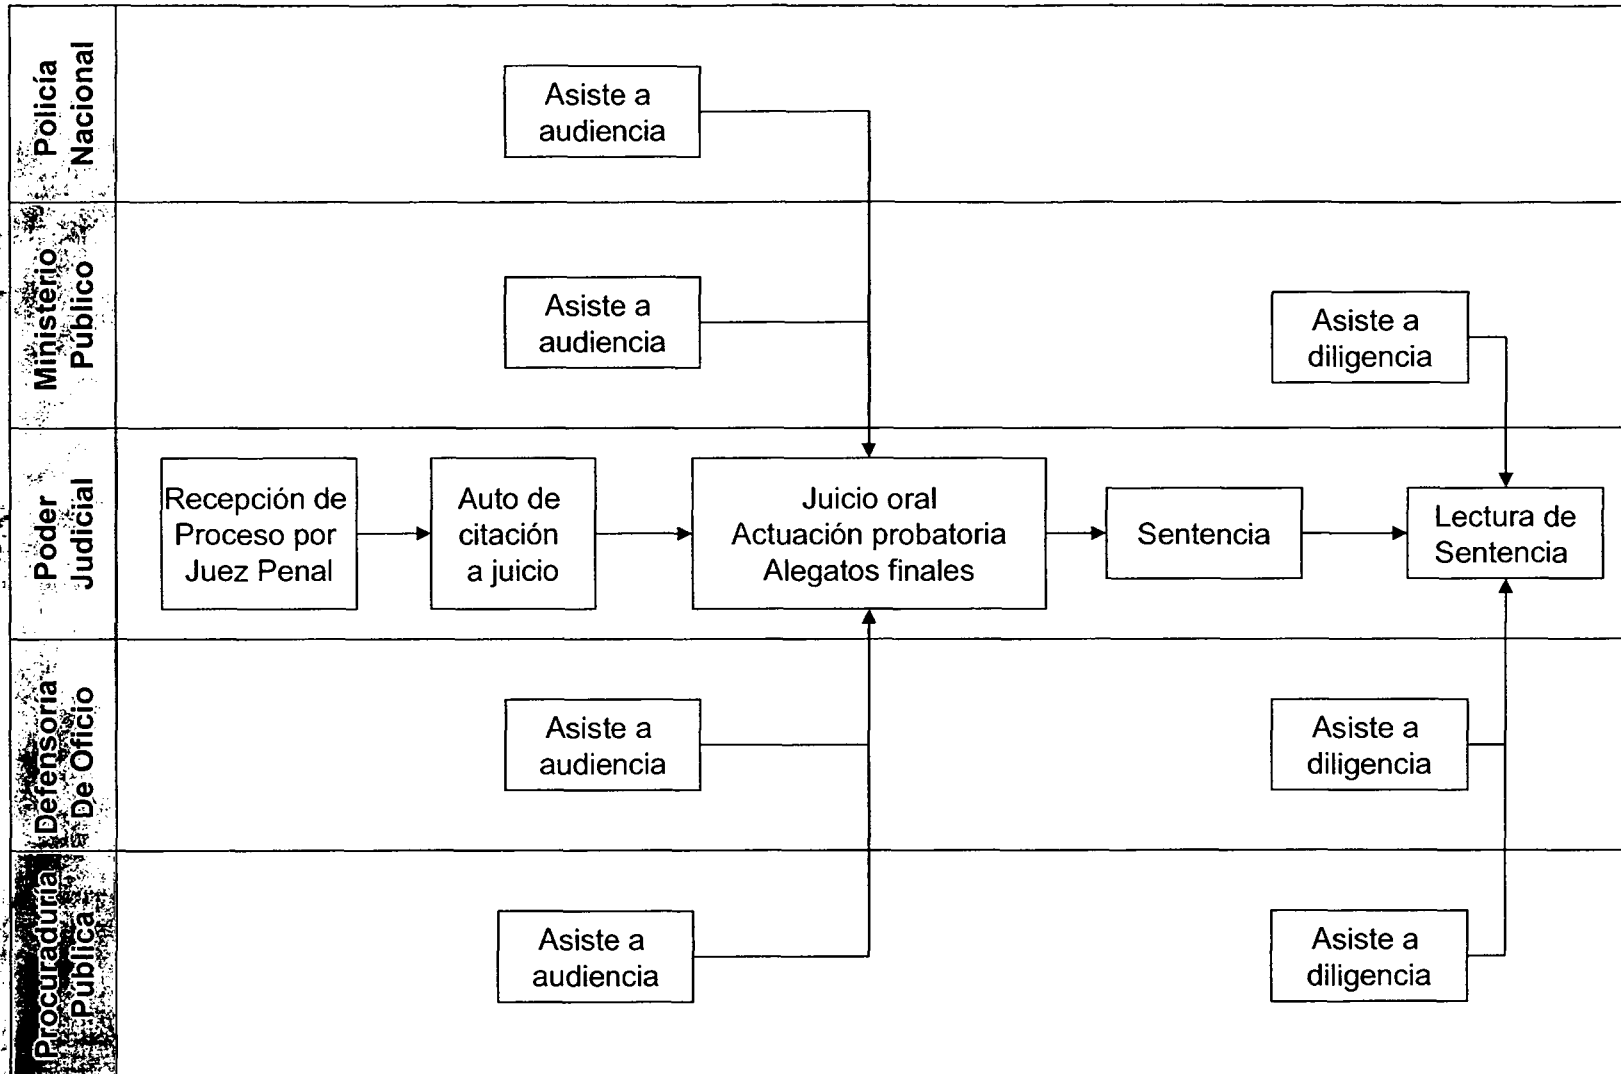 Policía
Nacional
Asiste a
audiencia
Ministerio
Público
Asiste a
audiencia
Asiste a
diligencia
Poder
Judicial
Recepción de
Proceso por
Juez Penal
Auto de
citación
a juicio
Juicio oral
Actuación probatoria
Alegatos finales
Sentencia
Lectura de
Sentencia
Defensoría
De Oficio
Asiste a
audiencia
Asiste a
diligencia
Procuraduría
Pública
Asiste a
audiencia
Asiste a
diligencia